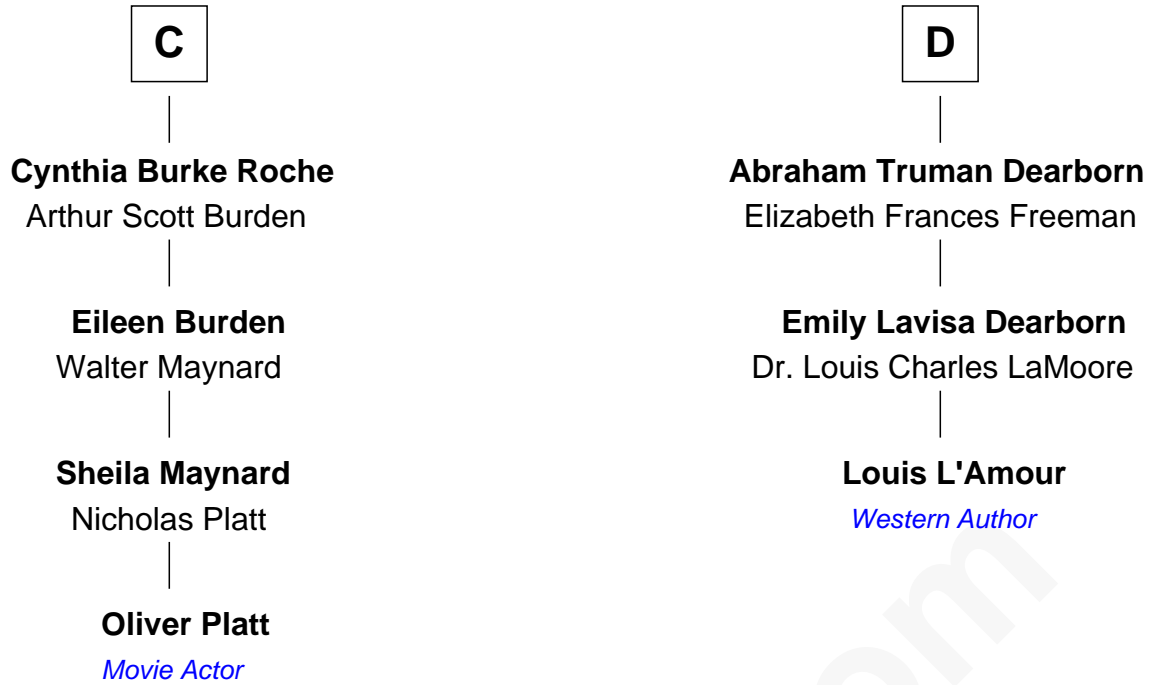 C
Cynthia Burke Roche
Arthur Scott Burden
Eileen Burden
Walter Maynard
Sheila Maynard
Nicholas Platt
Oliver Platt
Movie Actor
D
Abraham Truman Dearborn
Elizabeth Frances Freeman
Emily Lavisa Dearborn
Dr. Louis Charles LaMoore
Louis L'Amour
Western Author
om